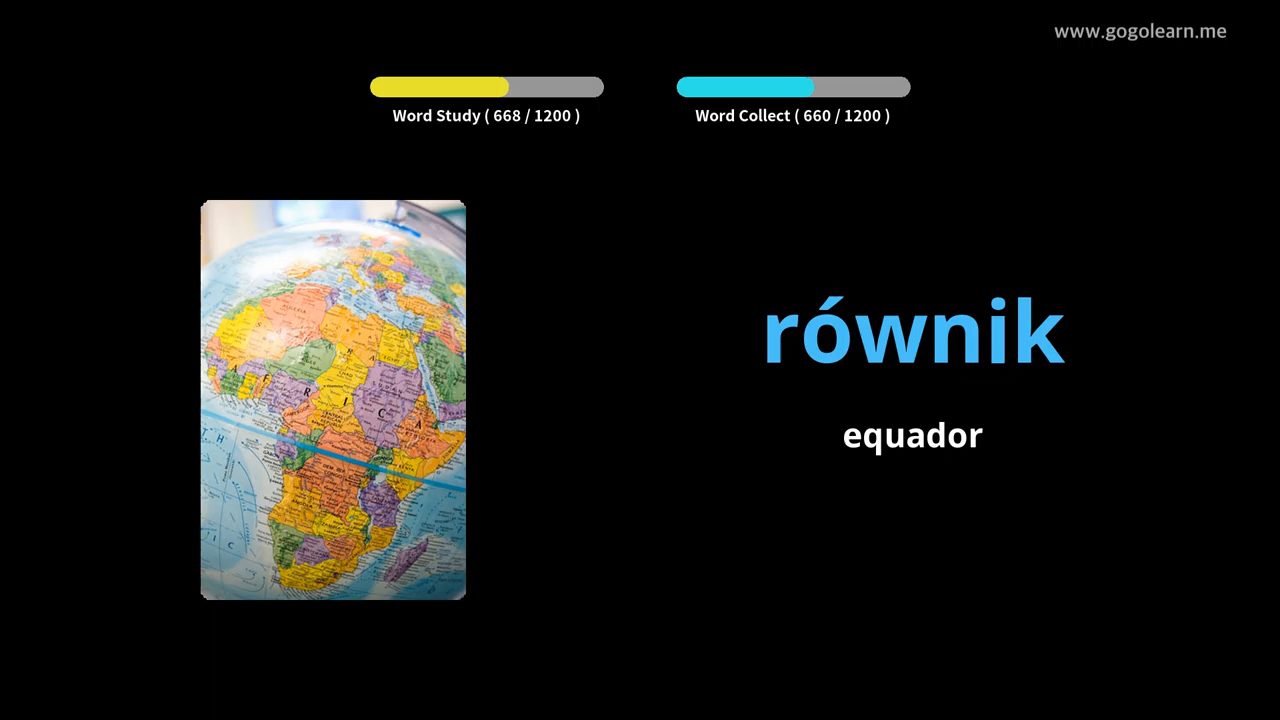 www.gogolearn.me
Word Study ( 668 / 1200 )
Word Collect ( 660 / 1200 )
równik
equador
A F R I C A